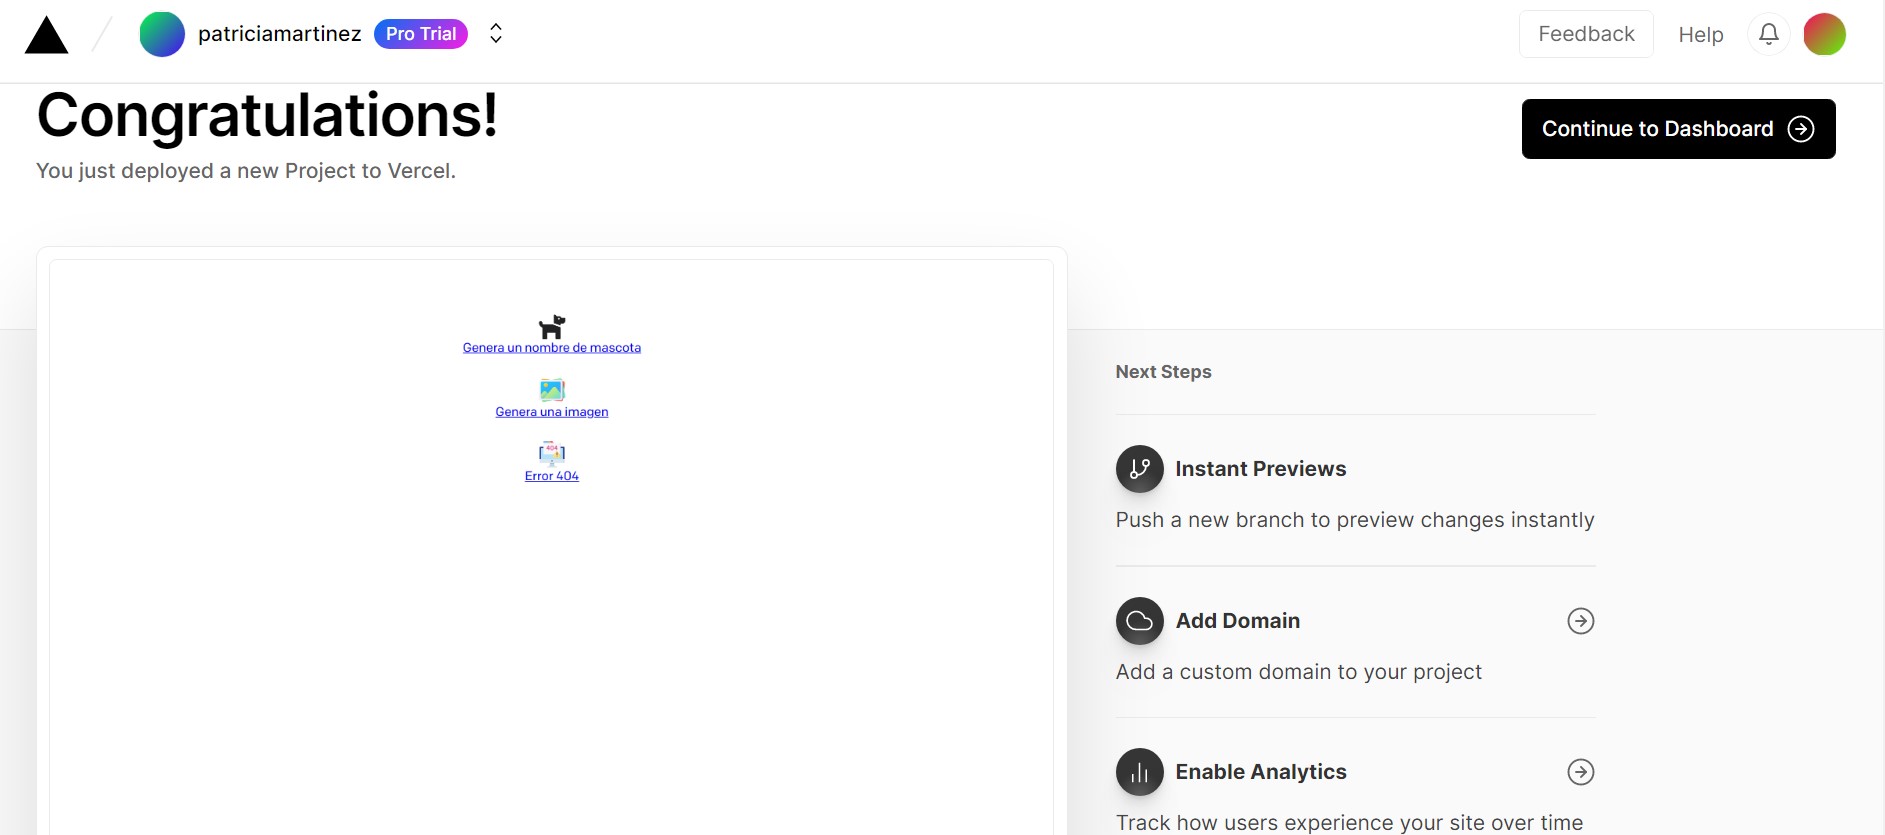 patriciamartinez Pro Trial
Feedback Help
Congratulations!
Continue to Dashboard
You just deployed a new Project to Vercel.
Genera un nombre de mascota
Genera una imagen
404
Error 404
Next Steps
Instant Previews
Push a new branch to preview changes instantly
Add Domain
Add a custom domain to your project
Enable Analytics
Track how users experience your site over time